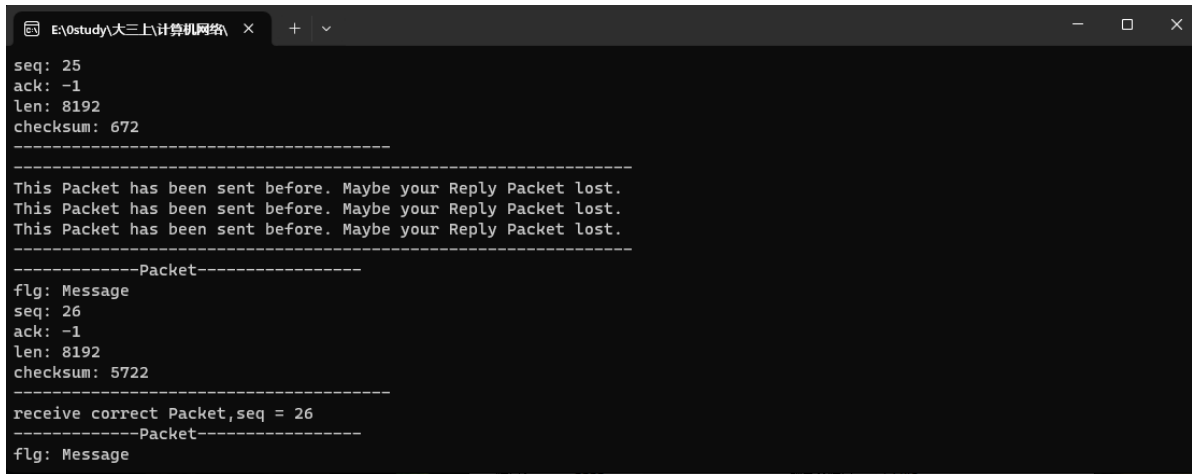 E:\0study\大三上\计算机网络\
seq: 25
ack: -1
len: 8192
checksum: 672
---------------------------------------
----------------------------------------------------------------
This Packet has been sent before. Maybe your Reply Packet lost.
This Packet has been sent before. Maybe your Reply Packet lost.
This Packet has been sent before. Maybe your Reply Packet lost.
----------------------------------------------------------------
-------------Packet-----------------
flg: Message
seq: 26
ack: -1
len: 8192
checksum: 5722
---------------------------------------
receive correct Packet,seq = 26
-------------Packet-----------------
flg: Message